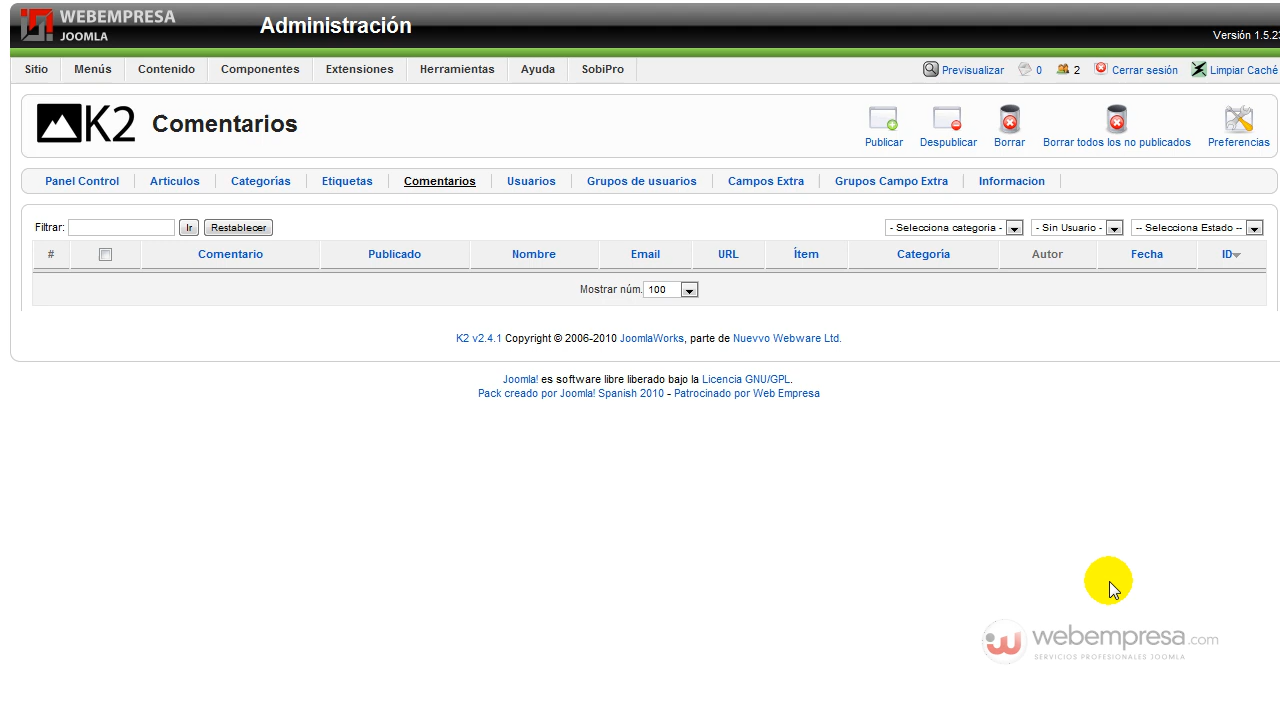 WEBEMPRESA
JOOMLA
Administración
Versión 1.5.23
Sitio Menús Contenido Componentes Extensiones Herramientas Ayuda SobiPro Previsualizar 0 2 Cerrar sesión Limpiar Caché
K2 Comentarios
Publicar Despublicar Borrar Borrar todos los no publicados Preferencias
Panel Control Articulos Categorías Etiquetas Comentarios Usuarios Grupos de usuarios Campos Extra Grupos Campo Extra Informacion
Filtrar: Ir Restablecer - Selecciona categoria - - Sin Usuario - -- Selecciona Estado --
# Comentario Publicado Nombre Email URL Ítem Categoría Autor Fecha ID
Mostrar núm. 100
K2 v2.4.1 Copyright © 2006-2010 JoomlaWorks, parte de Nuevvo Webware Ltd.
Joomla! es software libre liberado bajo la Licencia GNU/GPL.
Pack creado por Joomla! Spanish 2010 - Patrocinado por Web Empresa
webempresa.com
SERVICIOS PROFESIONALES JOOMLA